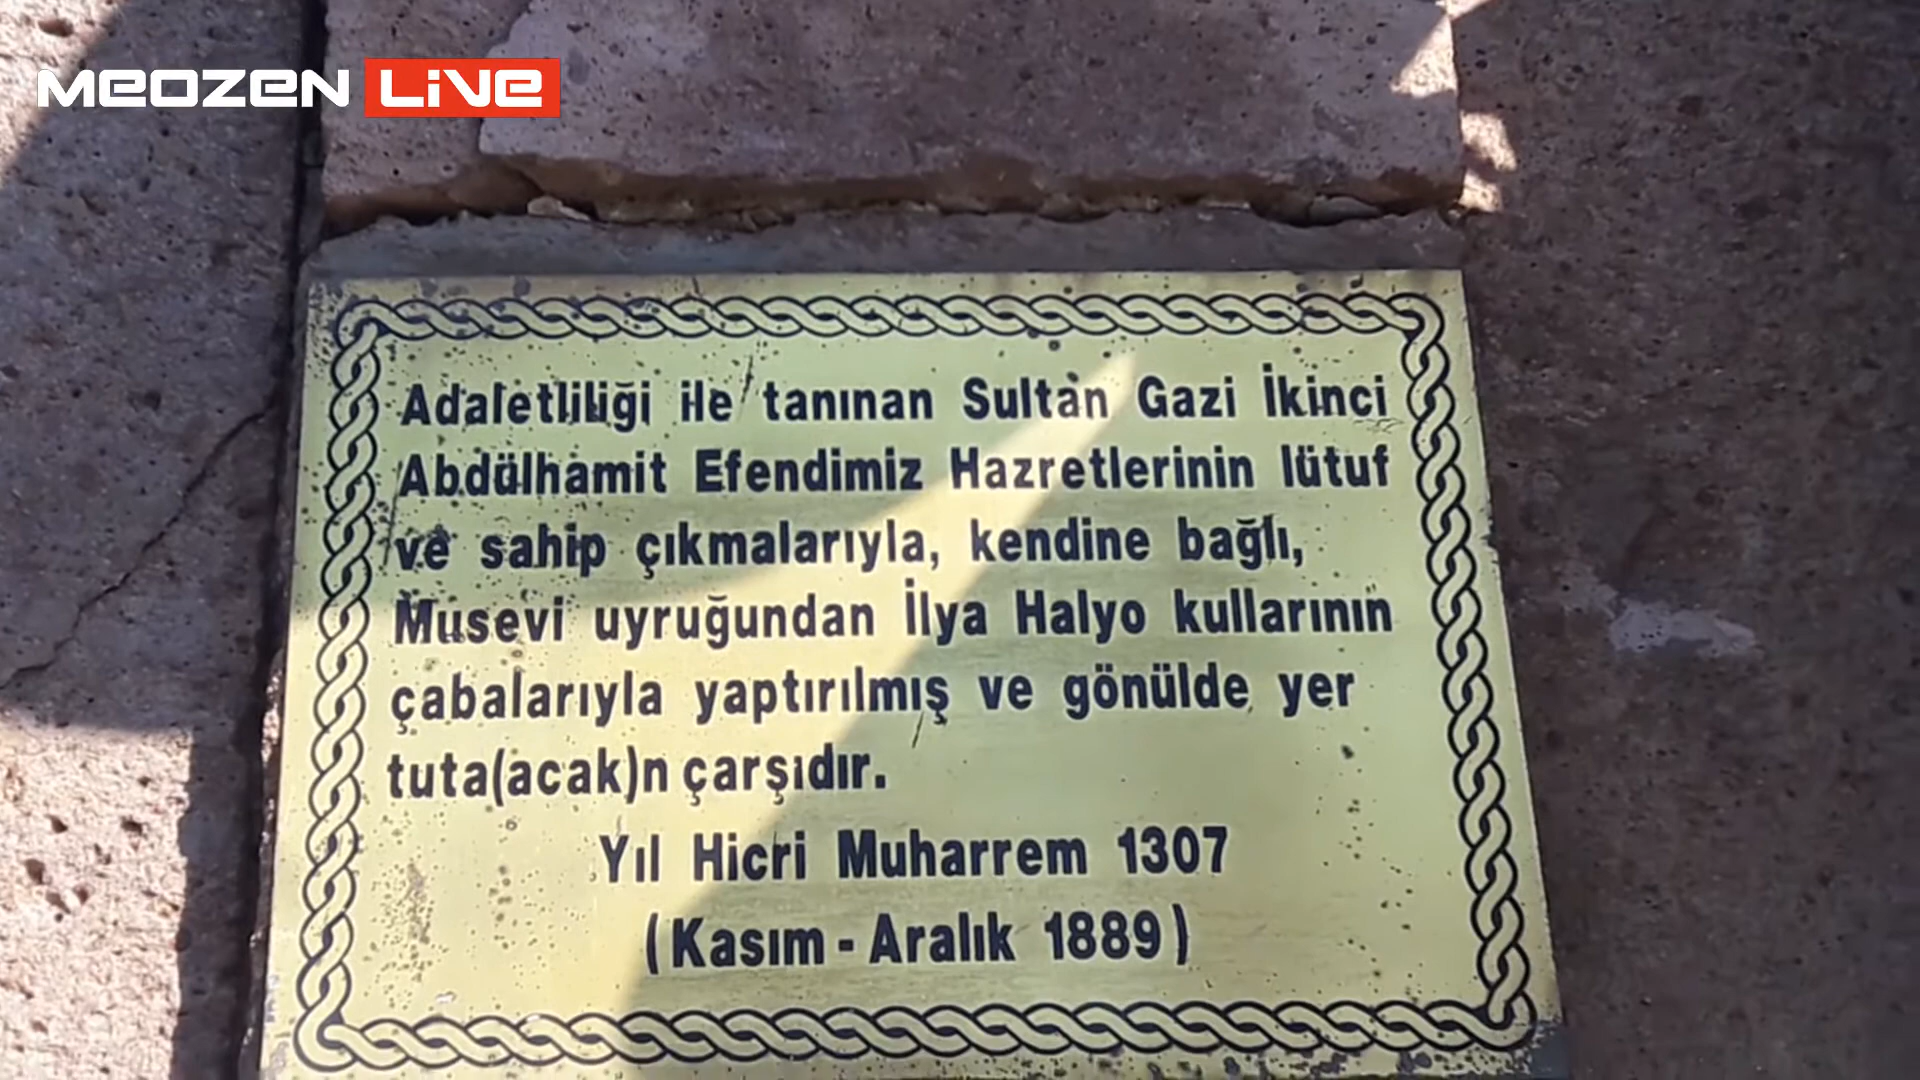 MEOZEN LIVE
Adaletliliği ile tanınan Sultan Gazi İkinci
Abdülhamit Efendimiz Hazretlerinin lütuf
ve sahip çıkmalarıyla, kendine bağlı,
Musevi uyruğundan İlya Halyo kullarının
çabalarıyla yaptırılmış ve gönülde yer
tuta(acak)n çarşıdır.
Yıl Hicri Muharrem 1307
(Kasım - Aralık 1889)